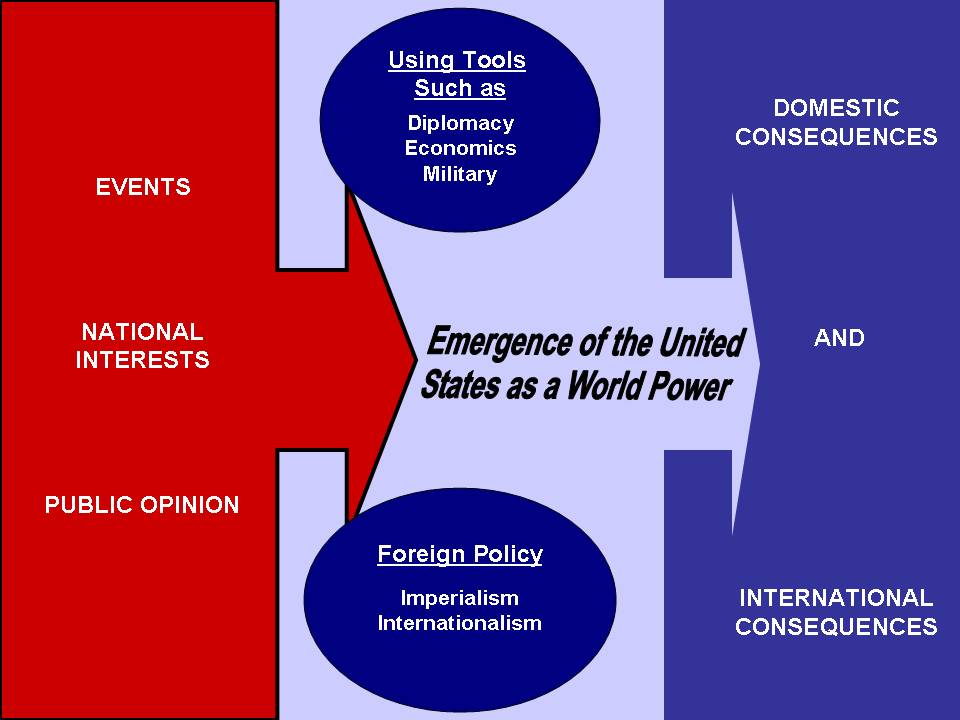 EVENTS
NATIONAL
INTERESTS
PUBLIC OPINION
Using Tools
Such as
Diplomacy
Economics
Military
Emergence of the United
States as a World Power
Foreign Policy
Imperialism
Internationalism
DOMESTIC
CONSEQUENCES
AND
INTERNATIONAL
CONSEQUENCES